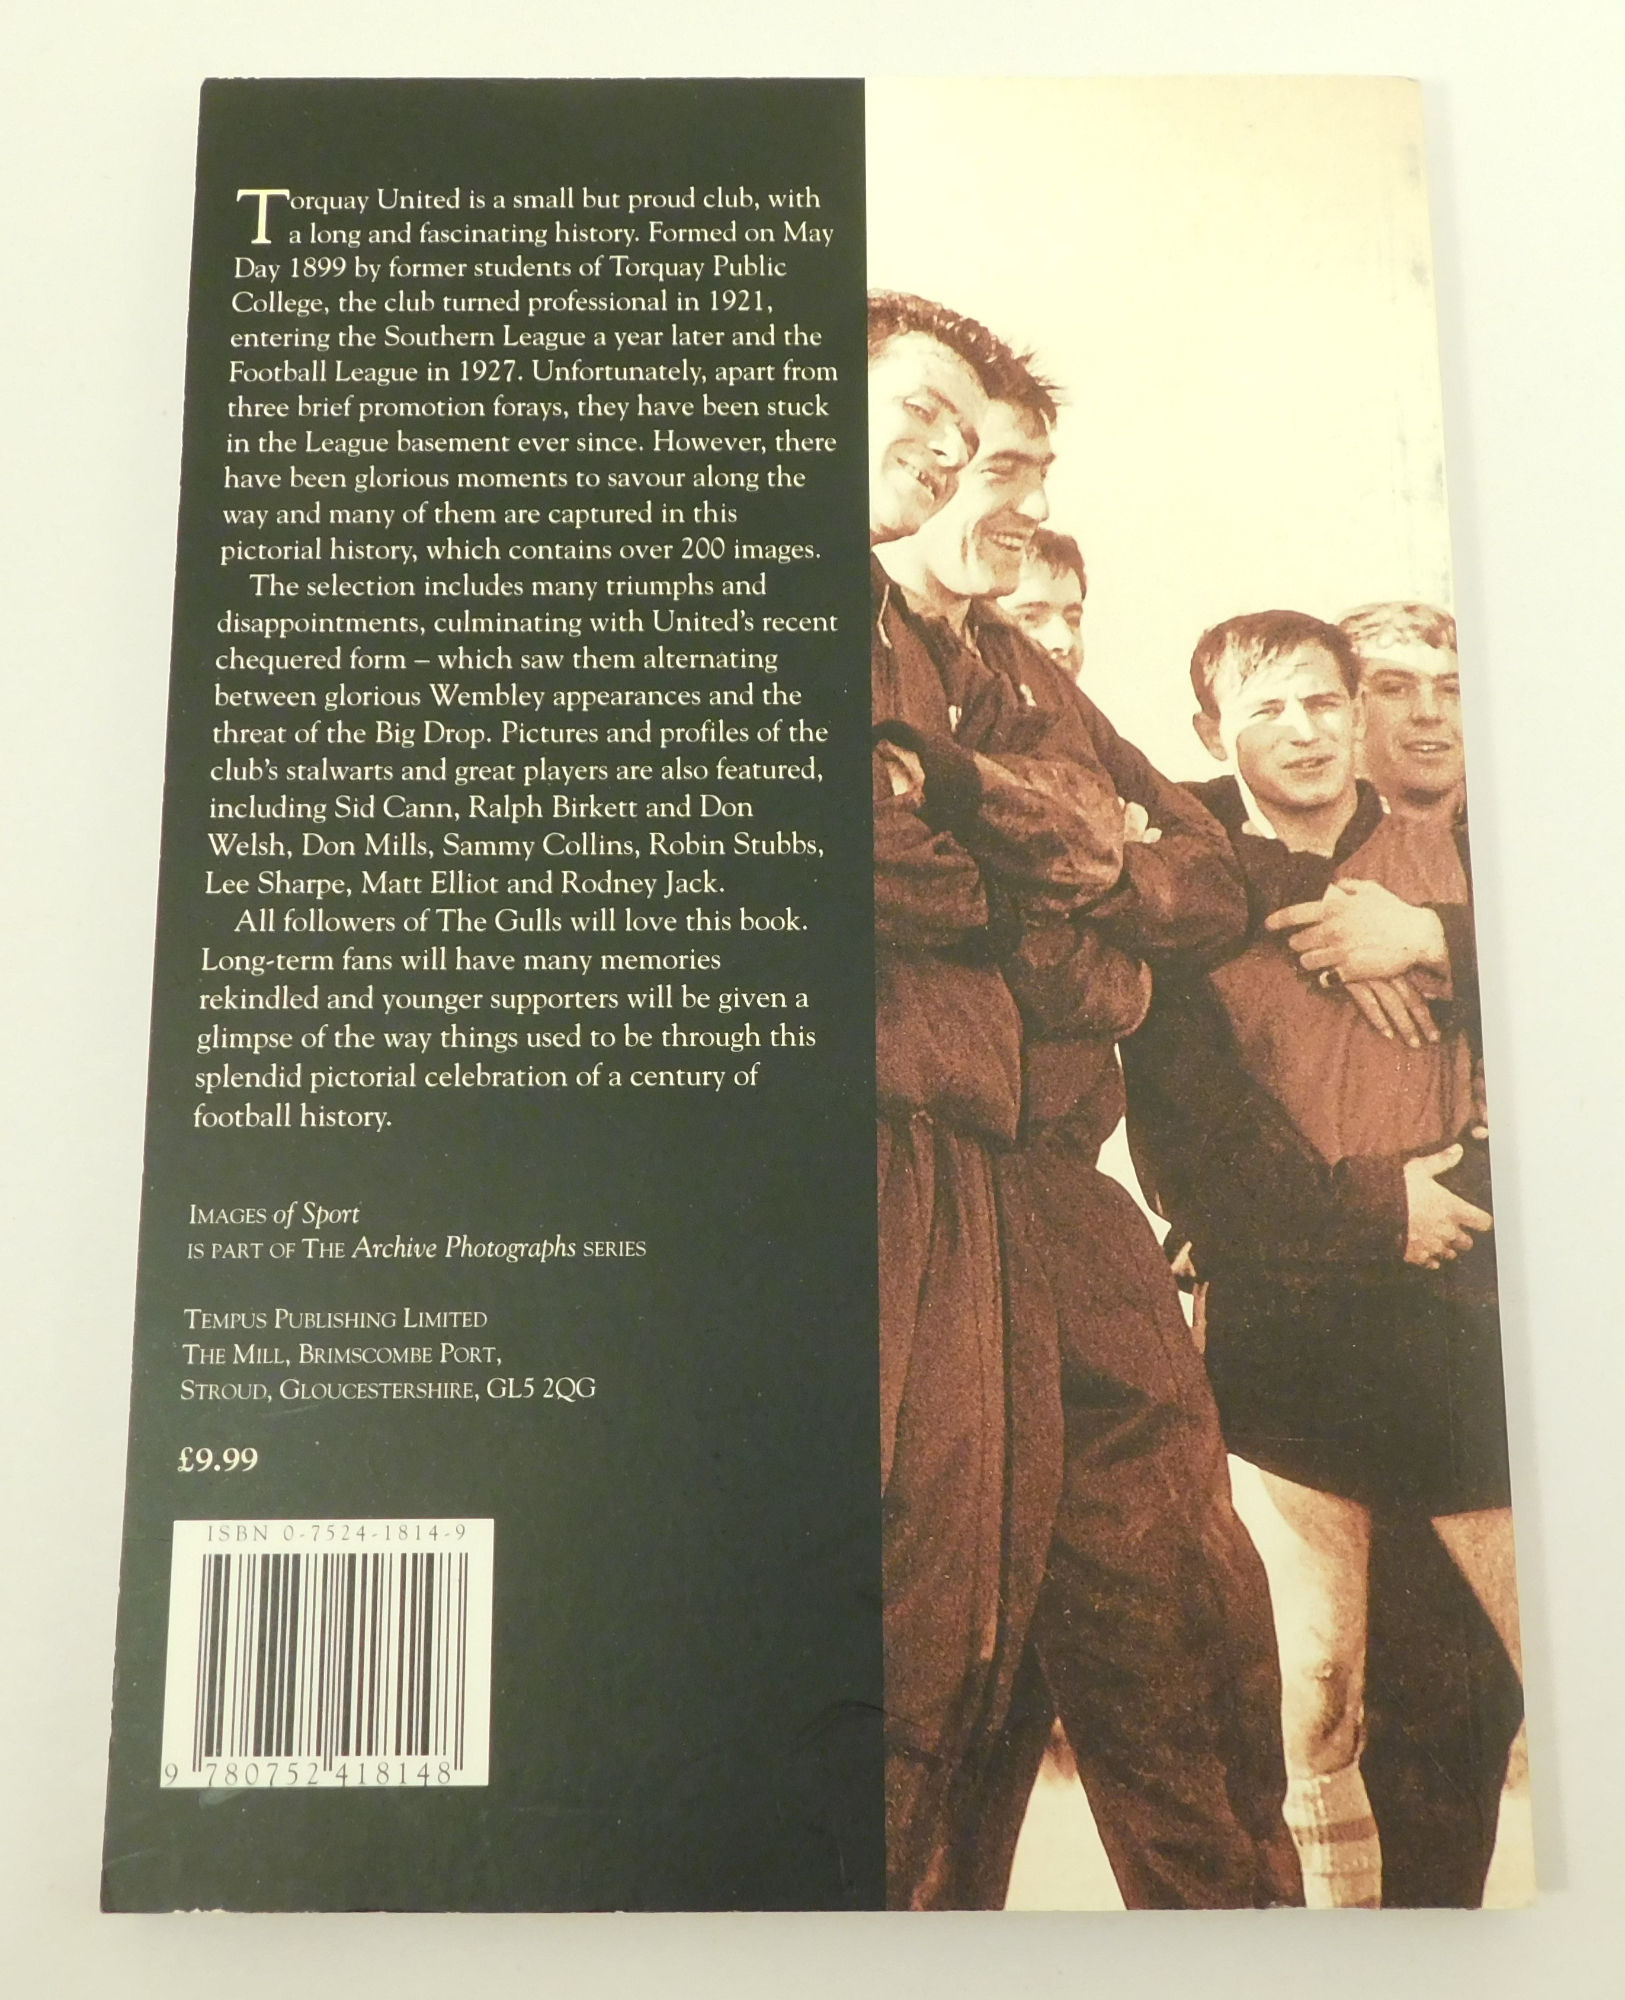 Torquay United is a small but proud club, with
a long and fascinating history. Formed on May
Day 1899 by former students of Torquay Public
College, the club turned professional in 1921,
entering the Southern League a year later and the
Football League in 1927. Unfortunately, apart from
three brief promotion forays, they have been stuck
in the League basement ever since. However, there
have been glorious moments to savour along the
way and many of them are captured in this
pictorial history, which contains over 200 images.
The selection includes many triumphs and
disappointments, culminating with United's recent
chequered form – which saw them alternating
between glorious Wembley appearances and the
threat of the Big Drop. Pictures and profiles of the
club's stalwarts and great players are also featured,
including Sid Cann, Ralph Birkett and Don
Welsh, Don Mills, Sammy Collins, Robin Stubbs,
Lee Sharpe, Matt Elliot and Rodney Jack.
All followers of The Gulls will love this book.
Long-term fans will have many memories
rekindled and younger supporters will be given a
glimpse of the way things used to be through this
splendid pictorial celebration of a century of
football history.
IMAGES of Sport
IS PART OF THE Archive Photographs SERIES
TEMPUS PUBLISHING LIMITED
THE MILL, BRIMSCOMBE PORT,
STROUD, GLOUCESTERSHIRE, GL5 2QG
£9.99
ISBN 0-7524-1814-9
9 780752 418148